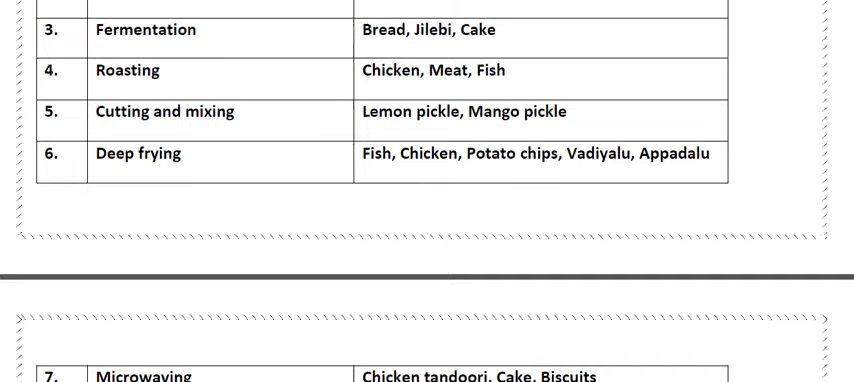 3. Fermentation Bread, Jilebi, Cake
4. Roasting Chicken, Meat, Fish
5. Cutting and mixing Lemon pickle, Mango pickle
6. Deep frying Fish, Chicken, Potato chips, Vadiyalu, Appadalu
7. Microwaving Chicken tandoori, Cake, Biscuits